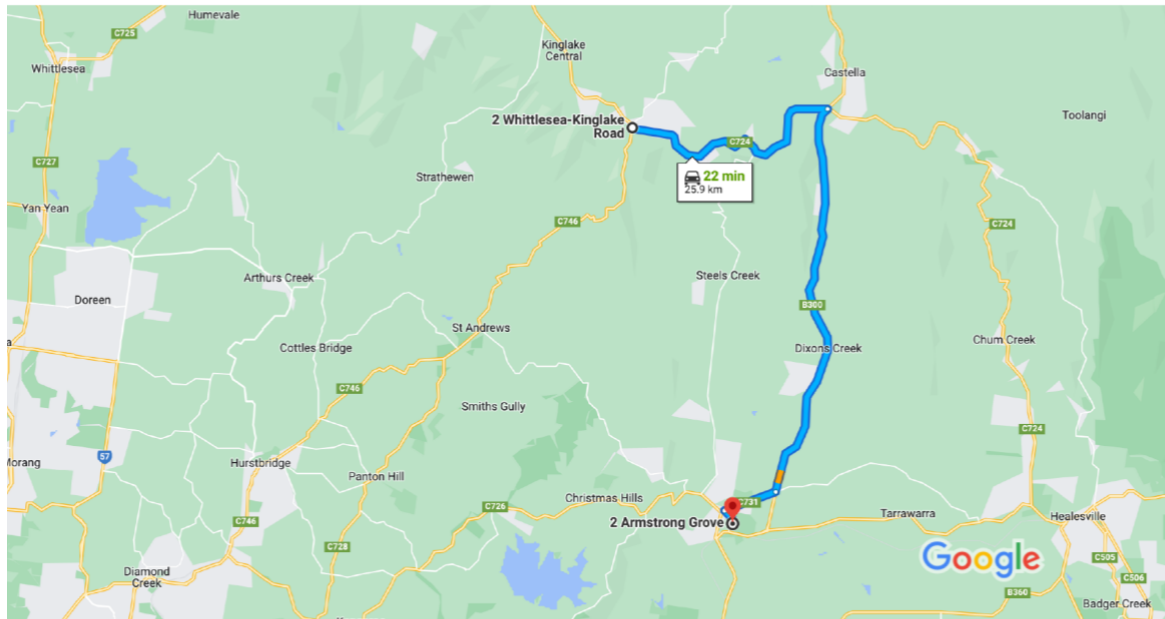 Humevale
C725
Whittlesea
Kinglake
Central
Castella
Toolangi
2 Whittlesea-Kinglake
Road
C724
C727
22 min
25.9 km
Strathewen
Yan Yean
C746
C724
Arthurs Creek
Steels Creek
Doreen
B300
St Andrews
a
Cottles Bridge
Dixons Creek
Chum Creek
C746
Smiths Gully
C724
57
Morang
Hurstbridge
Panton Hill
Christmas Hills
C726
C731
2 Armstrong Grove
Tarrawarra
Healesville
C746
C728
Google
C505
Diamond
Creek
C506
B360
Badger Creek